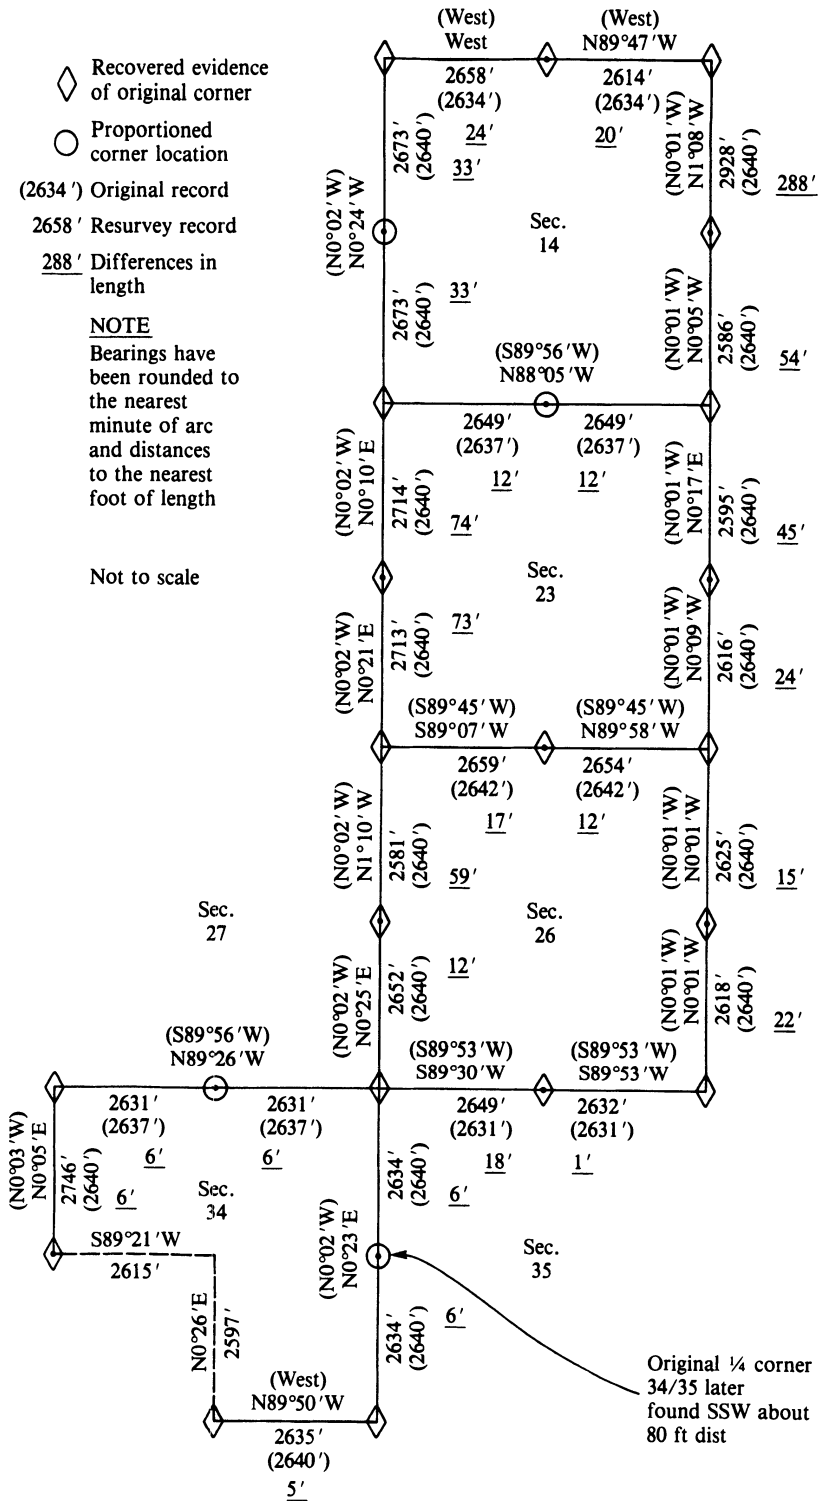 (West)
West
(West)
N89°47'W
Recovered evidence
of original corner
Proportioned
corner location
(2634') Original record
2658' Resurvey record
288' Differences in
length
NOTE
Bearings have
been rounded to
the nearest
minute of arc
and distances
to the nearest
foot of length
Not to scale
2658'
(2634')
24'
2614'
(2634')
20'
2673'
(2640')
33'
(N0°01'W)
N1°08'W
2928'
(2640')
288'
(N0°02'W)
N0°24'W
Sec.
14
2673'
(2640')
33'
(N0°01'W)
N0°05'W
2586'
(2640')
54'
(S89°56'W)
N88°05'W
2649'
(2637')
12'
2649'
(2637')
12'
(N0°02'W)
N0°10'E
2714'
(2640')
74'
(N0°01'W)
N0°17'E
2595'
(2640')
45'
Sec.
23
(N0°02'W)
N0°21'E
2713'
(2640')
73'
(N0°01'W)
N0°09'W
2616'
(2640')
24'
(S89°45'W)
S89°07'W
(S89°45'W)
N89°58'W
2659'
(2642')
17'
2654'
(2642')
12'
(N0°02'W)
N1°10'W
2581'
(2640')
59'
(N0°01'W)
N0°01'W
2625'
(2640')
15'
Sec.
27
Sec.
26
(N0°02'W)
N0°25'E
2652'
(2640')
12'
(N0°01'W)
N0°01'W
2618'
(2640')
22'
(S89°56'W)
N89°26'W
(S89°53'W)
S89°30'W
(S89°53'W)
S89°53'W
2631'
(2637')
6'
2631'
(2637')
6'
2649'
(2631')
18'
2632'
(2631')
1'
(N0°03'W)
N0°05'E
2746'
(2640')
6'
Sec.
34
2634'
(2640')
6'
S89°21'W
2615'
(N0°02'W)
N0°23'E
Sec.
35
N0°26'E
2597'
2634'
(2640')
6'
Original ¼ corner
34/35 later
found SSW about
80 ft dist
(West)
N89°50'W
2635'
(2640')
5'